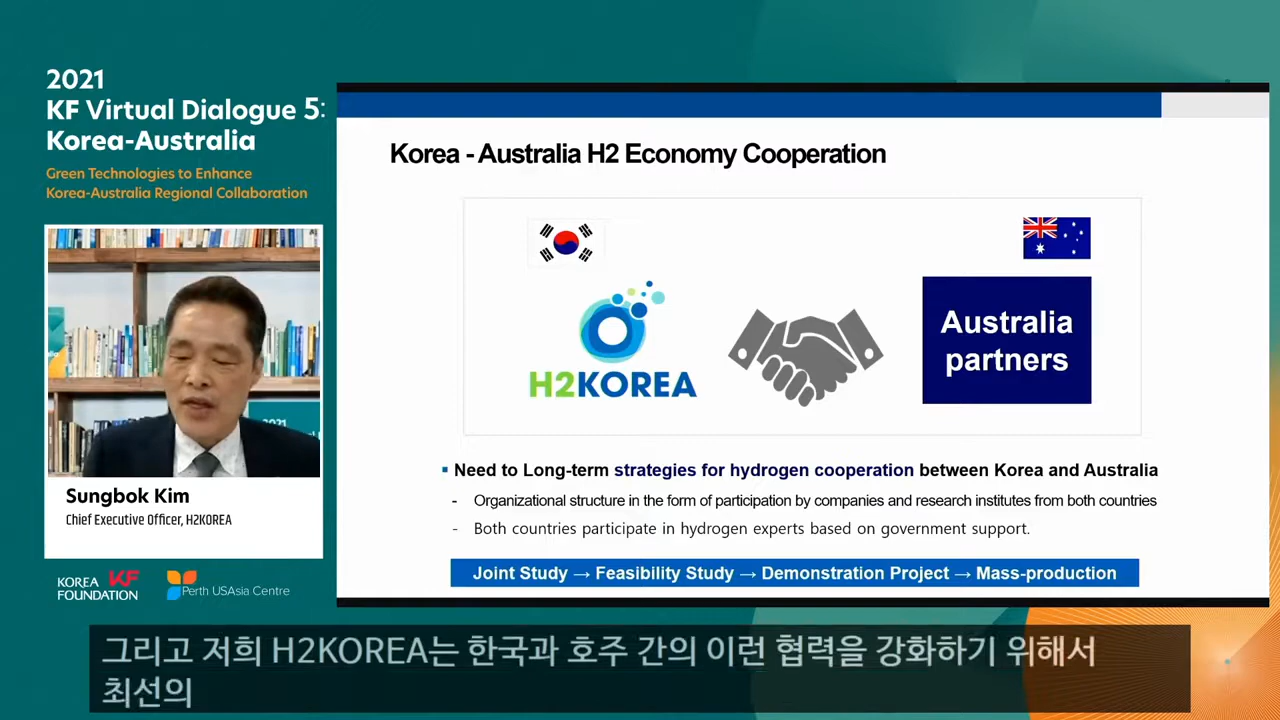 2021
KF Virtual Dialogue 5:
Korea-Australia
Green Technologies to Enhance
Korea-Australia Regional Collaboration
Sungbok Kim
Chief Executive Officer, H2KOREA
KOREA KF
FOUNDATION
Perth USAsia Centre
Korea - Australia H2 Economy Cooperation
H2KOREA
Australia
partners
▪ Need to Long-term strategies for hydrogen cooperation between Korea and Australia
- Organizational structure in the form of participation by companies and research institutes from both countries
- Both countries participate in hydrogen experts based on government support.
Joint Study → Feasibility Study → Demonstration Project → Mass-production
그리고 저희 H2KOREA는 한국과 호주 간의 이런 협력을 강화하기 위해서
최선의